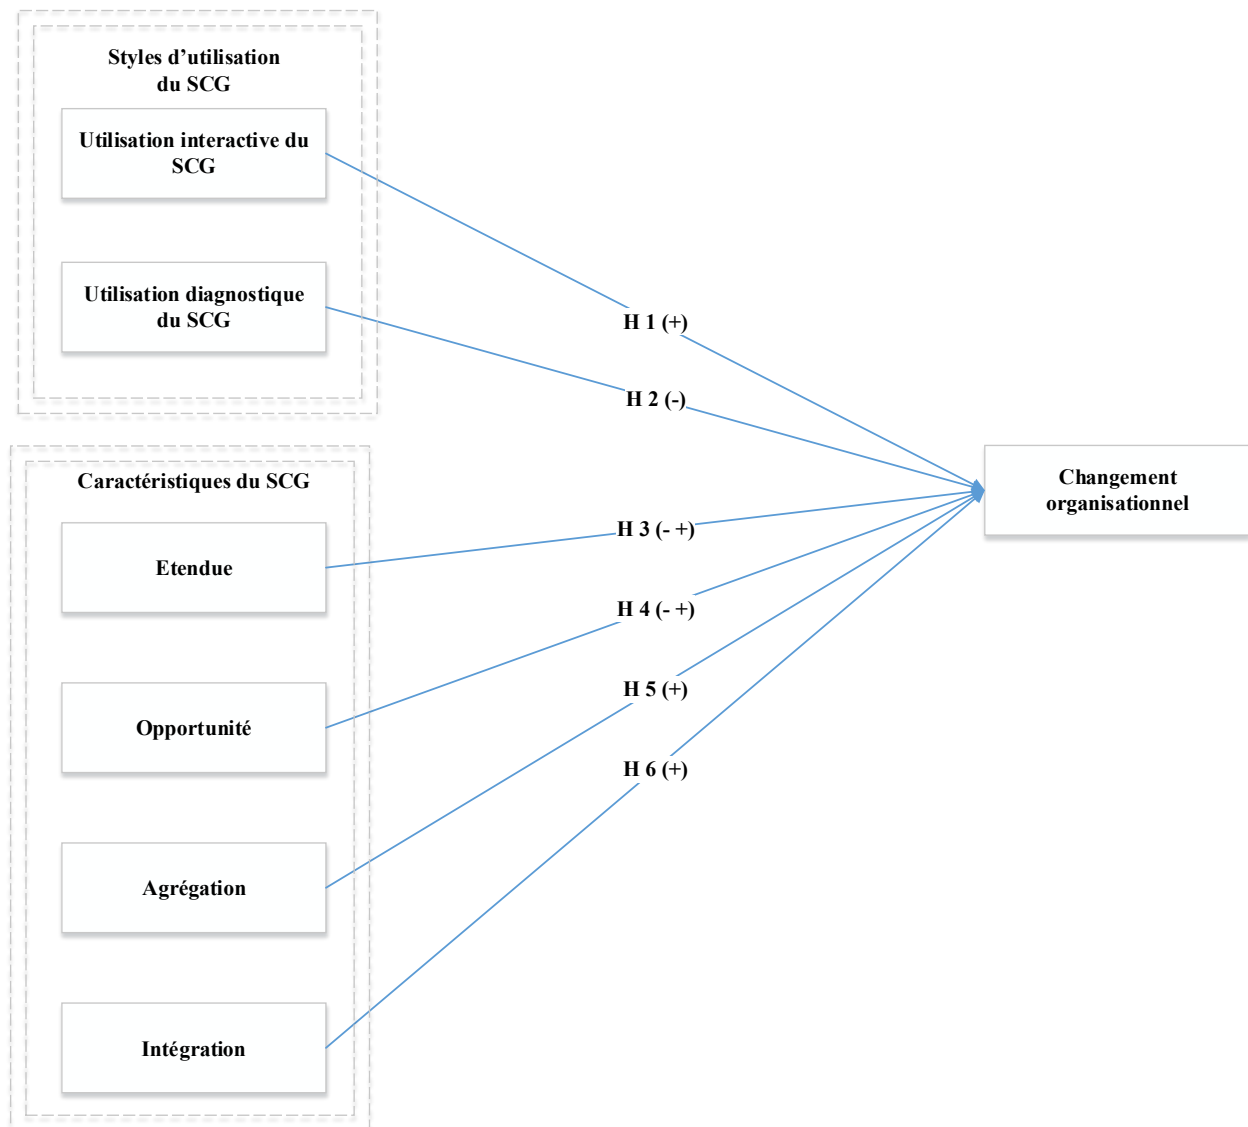 Styles d’utilisation
du SCG
Utilisation interactive du
SCG
Utilisation diagnostique
du SCG
H 1 (+)
H 2 (-)
Caractéristiques du SCG
Etendue
Opportunité
Agrégation
Intégration
H 3 (- +)
H 4 (- +)
H 5 (+)
H 6 (+)
Changement
organisationnel